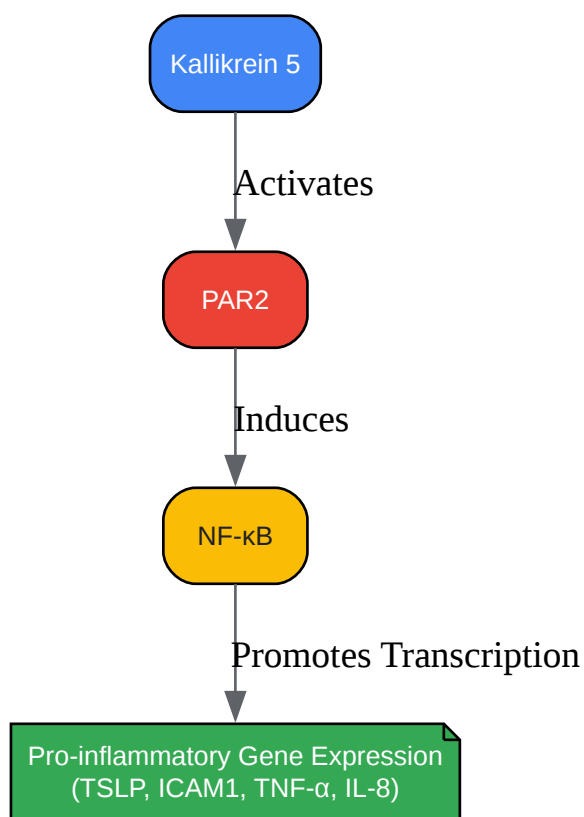 Kallikrein 5
Activates
PAR2
Induces
NF-κB
Promotes Transcription
Pro-inflammatory Gene Expression
(TSLP, ICAM1, TNF-α, IL-8)